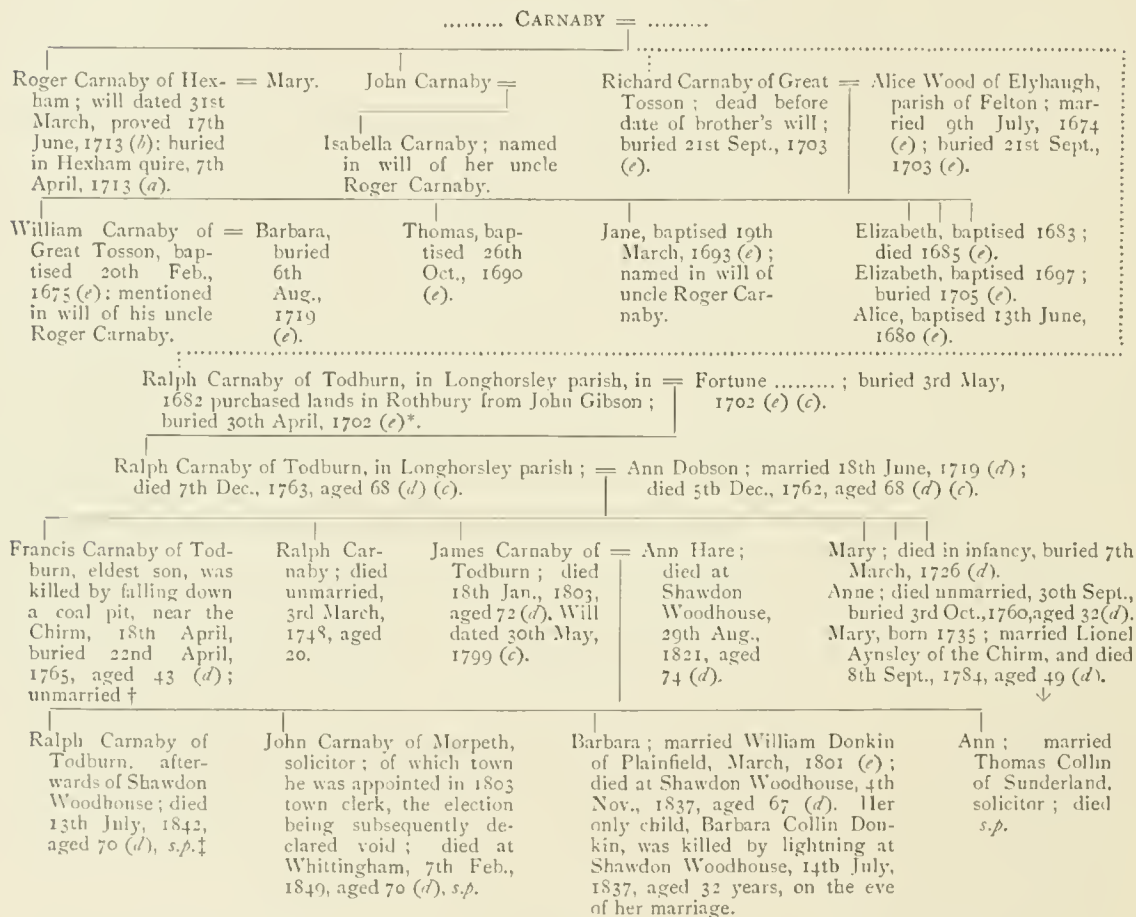 ......... CARNABY = .........
Roger Carnaby of Hex-
ham ; will dated 31st
March, proved 17th
June, 1713 (b): buried
in Hexham quire, 7th
April, 1713 (a).
= Mary.
John Carnaby =
Isabella Carnaby ; named
in will of her uncle
Roger Carnaby.
Richard Carnaby of Great
Tosson ; dead before
date of brother's will ;
buried 21st Sept., 1703
(e).
= Alice Wood of Elyhaugh,
parish of Felton ; mar-
ried 9th July, 1674
(e) ; buried 21st Sept.,
1703 (e).
William Carnaby of
Great Tosson, bap-
tised 20th Feb.,
1675 (e): mentioned
in will of his uncle
Roger Carnaby.
= Barbara,
buried
6th
Aug.,
1719
(e).
Thomas, bap-
tised 26th
Oct., 1690
(e).
Jane, baptised 19th
March, 1693 (e) ;
named in will of
uncle Roger Car-
naby.
Elizabeth, baptised 1683 ;
died 1685 (e).
Elizabeth, baptised 1697 ;
buried 1705 (e).
Alice, baptised 13th June,
1680 (e).
Ralph Carnaby of Todburn, in Longhorsley parish, in
1682 purchased lands in Rothbury from John Gibson ;
buried 30th April, 1702 (e)*.
= Fortune ......... ; buried 3rd May,
1702 (e) (c).
Ralph Carnaby of Todburn, in Longhorsley parish ;
died 7th Dec., 1763, aged 68 (d) (c).
= Ann Dobson ; married 18th June, 1719 (d) ;
died 5th Dec., 1762, aged 68 (d) (c).
Francis Carnaby of Tod-
burn, eldest son, was
killed by falling down
a coal pit, near the
Chirm, 18th April,
buried 22nd April,
1765, aged 43 (d) ;
unmarried †
Ralph Car-
naby ; died
unmarried,
3rd March,
1748, aged
20.
James Carnaby of
Todburn ; died
18th Jan., 1803,
aged 72 (d). Will
dated 30th May,
1799 (c).
= Ann Hare ;
died at
Shawdon
Woodhouse,
29th Aug.,
1821, aged
74 (d).
Mary ; died in infancy, buried 7th
March, 1726 (d).
Anne ; died unmarried, 30th Sept.,
buried 3rd Oct., 1760, aged 32 (d).
Mary, born 1735 ; married Lionel
Aynsley of the Chirm, and died
8th Sept., 1784, aged 49 (d).
Ralph Carnaby of
Todburn, after-
wards of Shawdon
Woodhouse ; died
13th July, 1842,
aged 70 (d), s.p.‡
John Carnaby of Morpeth,
solicitor ; of which town
he was appointed in 1803
town clerk, the election
being subsequently de-
clared void ; died at
Whittingham, 7th Feb.,
1849, aged 70 (d), s.p.
Barbara ; married William Donkin
of Plainfield, March, 1801 (e) ;
died at Shawdon Woodhouse, 4th
Nov., 1837, aged 67 (d). Her
only child, Barbara Collin Don-
kin, was killed by lightning at
Shawdon Woodhouse, 14th July,
1837, aged 32 years, on the eve
of her marriage.
Ann ; married
Thomas Collin
of Sunderland,
solicitor ; died
s.p.